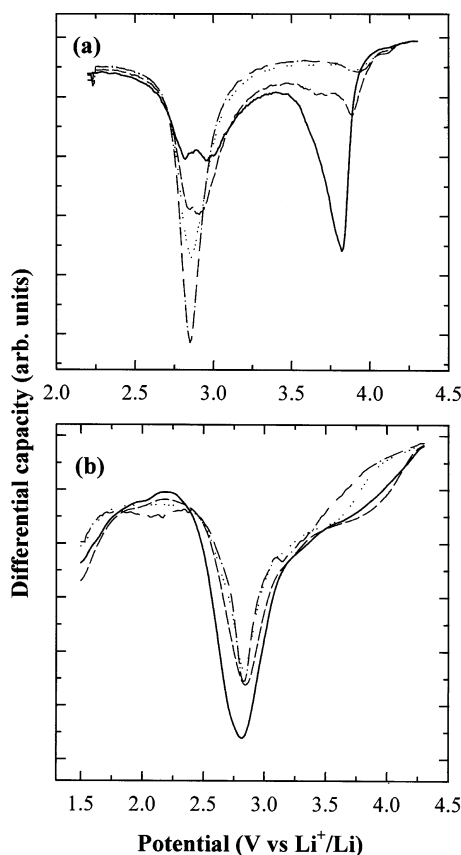 (a)
2.0 2.5 3.0 3.5 4.0 4.5
(b)
1.5 2.0 2.5 3.0 3.5 4.0 4.5
Differential capacity (arb. units)
Potential (V vs Li⁺/Li)